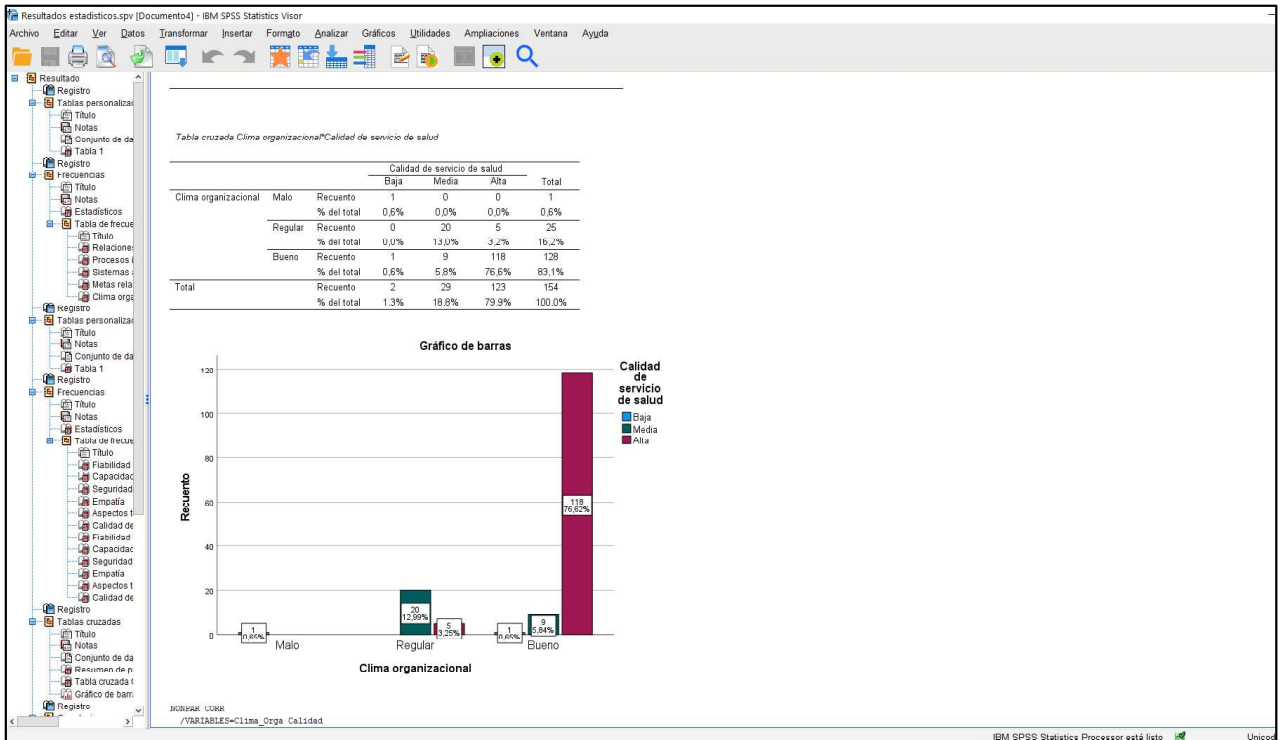 Resultados estadisticos.spv [Documento4] - IBM SPSS Statistics Visor
Archivo Editar Ver Datos Transformar Insertar Formato Analizar Gráficos Utilidades Ampliaciones Ventana Ayuda
Resultado
Registro
Tablas personaliza
Título
Notas
Conjunto de da
Tabla 1
Registro
Frecuencias
Título
Notas
Estadísticos
Tabla de frecue
Título
Relacione
Procesos i
Sistemas
Metas rela
Clima orga
Registro
Tablas personaliza
Título
Notas
Conjunto de da
Tabla 1
Registro
Frecuencias
Título
Notas
Estadísticos
Tabla de frecue
Título
Fiabilidad
Capacidad
Seguridad
Empatía
Aspectos t
Calidad de
Fiabilidad
Capacidad
Seguridad
Empatía
Aspectos t
Calidad de
Registro
Tablas cruzadas
Título
Notas
Conjunto de da
Resumen de p
Tabla cruzada
Gráfico de barr
Registro
Tabla cruzada Clima organizacional*Calidad de servicio de salud
Calidad de servicio de salud
Baja Media Alta Total
Clima organizacional Malo Recuento 1 0 0 1
% del total 0,6% 0,0% 0,0% 0,6%
Regular Recuento 0 20 5 25
% del total 0,0% 13,0% 3,2% 16,2%
Bueno Recuento 1 9 118 128
% del total 0,6% 5,8% 76,6% 83,1%
Total Recuento 2 29 123 154
% del total 1.3% 18.8% 79.9% 100.0%
Gráfico de barras
Calidad
de
servicio
de salud
Baja
Media
Alta
Recuento
120
100
80
60
40
20
0
1
0,65%
20
12,99%
5
3,25%
1
0,65%
9
5,84%
118
76,62%
Malo Regular Bueno
Clima organizacional
NONPAR CORR
/VARIABLES=Clima_Orga Calidad
IBM SPSS Statistics Processor está listo Unicod